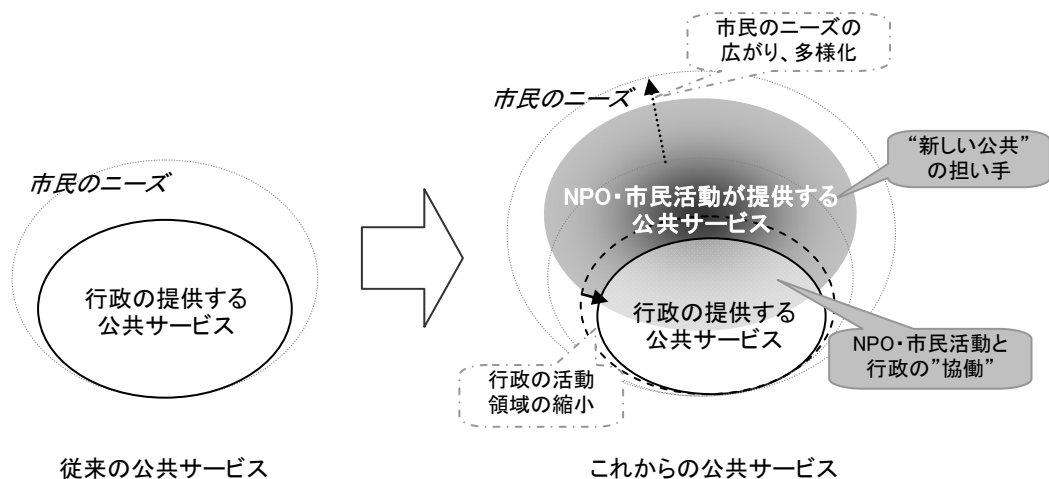 市民のニーズ
行政の提供する
公共サービス
従来の公共サービス
市民のニーズの
広がり、多様化
市民のニーズ
“新しい公共”
の担い手
NPO・市民活動が提供する
公共サービス
行政の提供する
公共サービス
NPO・市民活動と
行政の”協働”
行政の活動
領域の縮小
これからの公共サービス